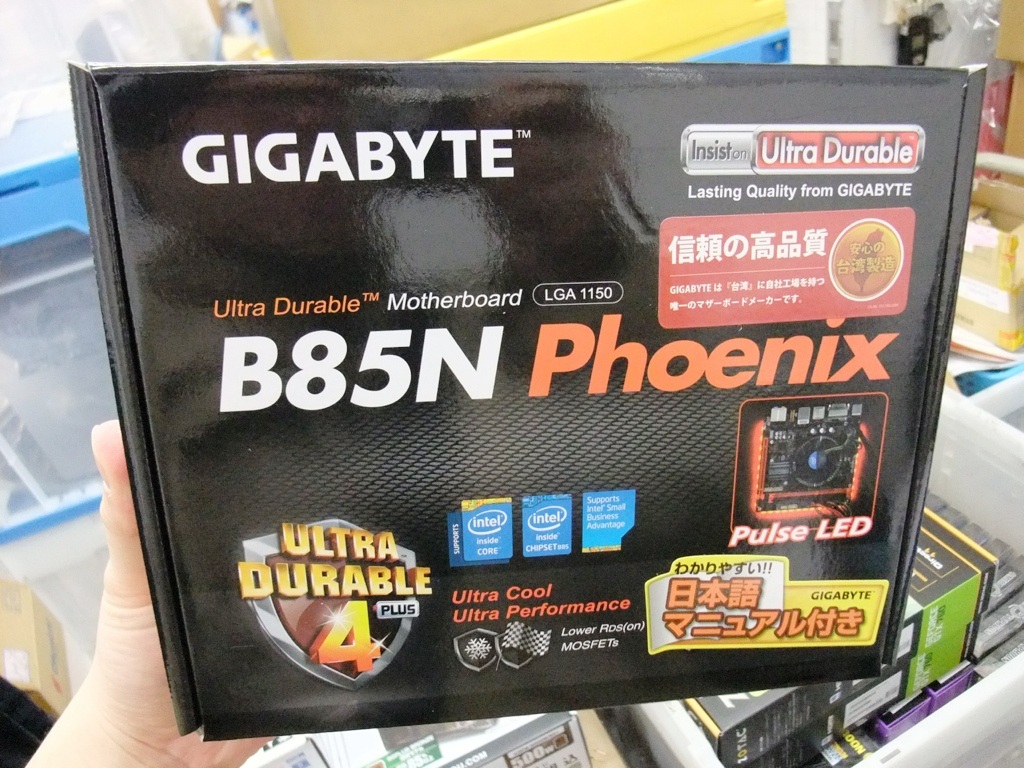 GIGABYTE™
Insist on Ultra Durable
Lasting Quality from GIGABYTE
信頼の高品質
GIGABYTE は「台湾」に自社工場を持つ
唯一のマザーボードメーカーです。
安心の
台湾製造
Ultra Durable™ Motherboard LGA 1150
B85N Phoenix
Pulse LED
SUPPORTS
intel
inside
CORE
intel
inside
CHIPSET B85
Supports
Intel Small
Business
Advantage
ULTRA
DURABLE
4 PLUS
Ultra Cool
Ultra Performance
Lower RDS(on)
MOSFETs
わかりやすい!!
日本語
マニュアル付き
GIGABYTE
ZOTAC
500W